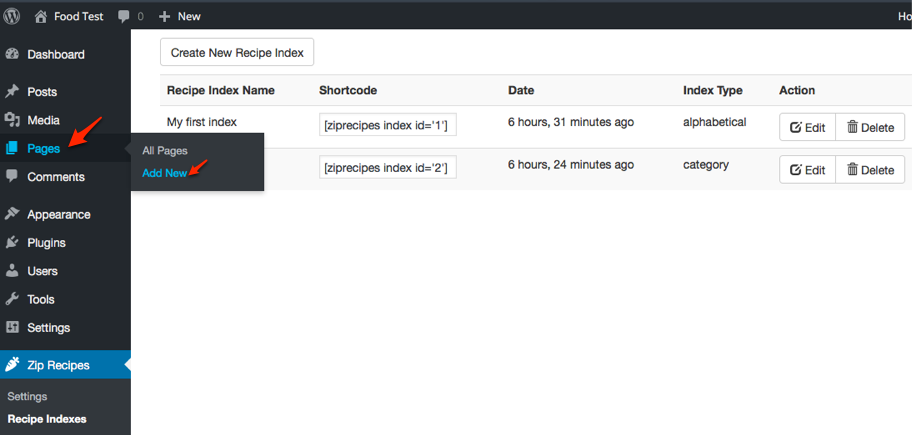 Food Test 0 New Ho
Dashboard
Posts
Media
Pages
Comments
Appearance
Plugins
Users
Tools
Settings
Zip Recipes
Settings
Recipe Indexes
All Pages
Add New
Create New Recipe Index
Recipe Index Name Shortcode Date Index Type Action
My first index [ziprecipes index id='1'] 6 hours, 31 minutes ago alphabetical Edit Delete
[ziprecipes index id='2'] 6 hours, 24 minutes ago category Edit Delete